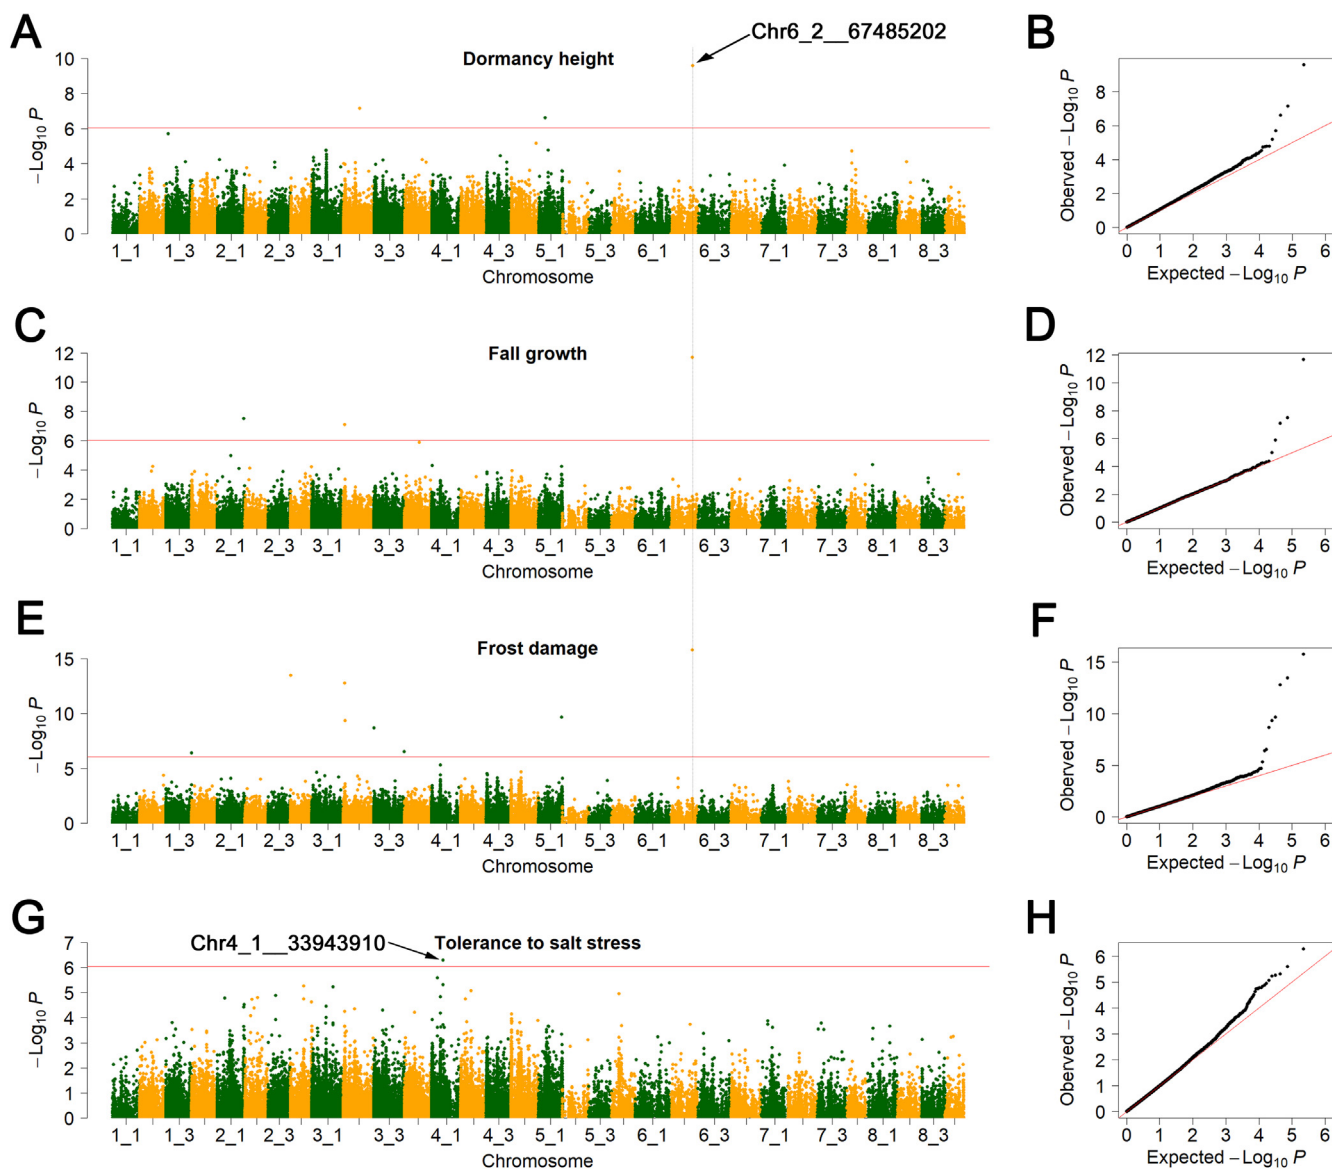 A
Chr6_2__67485202
B
Dormancy height
10
8
6
4
2
0
−Log10 P
1_1 1_3 2_1 2_3 3_1 3_3 4_1 4_3 5_1 5_3 6_1 6_3 7_1 7_3 8_1 8_3
Chromosome
8
6
4
2
0
Oberved −Log10 P
0 1 2 3 4 5 6
Expected −Log10 P
C
D
Fall growth
12
10
8
6
4
2
0
−Log10 P
1_1 1_3 2_1 2_3 3_1 3_3 4_1 4_3 5_1 5_3 6_1 6_3 7_1 7_3 8_1 8_3
Chromosome
12
10
8
6
4
2
0
Oberved −Log10 P
0 1 2 3 4 5 6
Expected −Log10 P
E
F
Frost damage
15
10
5
0
−Log10 P
1_1 1_3 2_1 2_3 3_1 3_3 4_1 4_3 5_1 5_3 6_1 6_3 7_1 7_3 8_1 8_3
Chromosome
15
10
5
0
Oberved −Log10 P
0 1 2 3 4 5 6
Expected −Log10 P
G
H
Chr4_1__33943910
Tolerance to salt stress
7
6
5
4
3
2
1
0
−Log10 P
1_1 1_3 2_1 2_3 3_1 3_3 4_1 4_3 5_1 5_3 6_1 6_3 7_1 7_3 8_1 8_3
Chromosome
6
5
4
3
2
1
0
Oberved −Log10 P
0 1 2 3 4 5 6
Expected −Log10 P